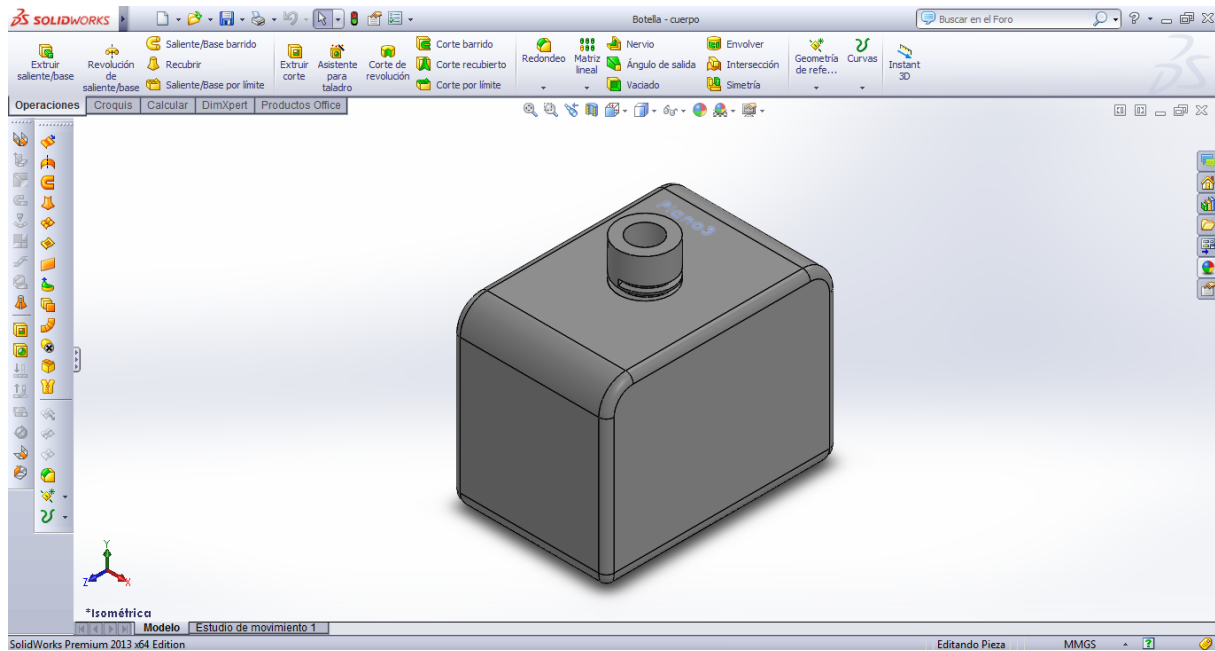 SOLIDWORKS
Botella - cuerpo
Buscar en el Foro
Extruir saliente/base
Revolución de saliente/base
Saliente/Base barrido
Recubrir
Saliente/Base por límite
Extruir corte
Asistente para taladro
Corte de revolución
Corte barrido
Corte recubierto
Corte por límite
Redondeo
Matriz lineal
Nervio
Ángulo de salida
Vaciado
Envolver
Intersección
Simetría
Geometría de refe...
Curvas
Instant 3D
Operaciones
Croquis
Calcular
DimXpert
Productos Office
Plano3
Y
Z
X
*Isométrica
Modelo
Estudio de movimiento 1
SolidWorks Premium 2013 x64 Edition
Editando Pieza
MMGS